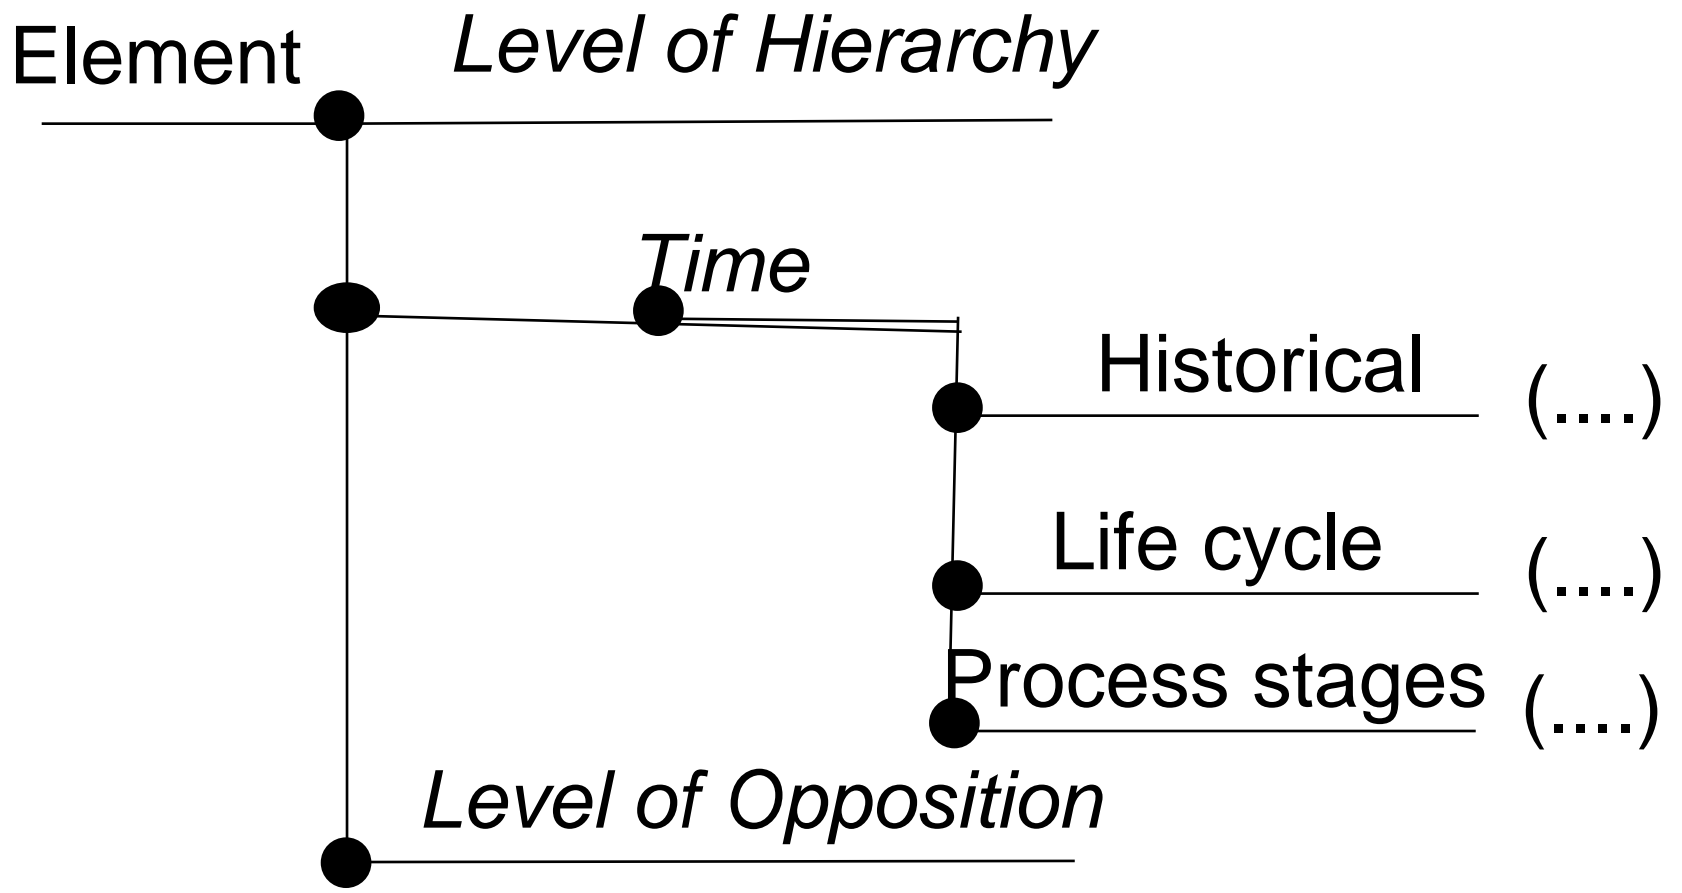 Element Level of Hierarchy
Time
Historical (....)
Life cycle (....)
Process stages (....)
Level of Opposition